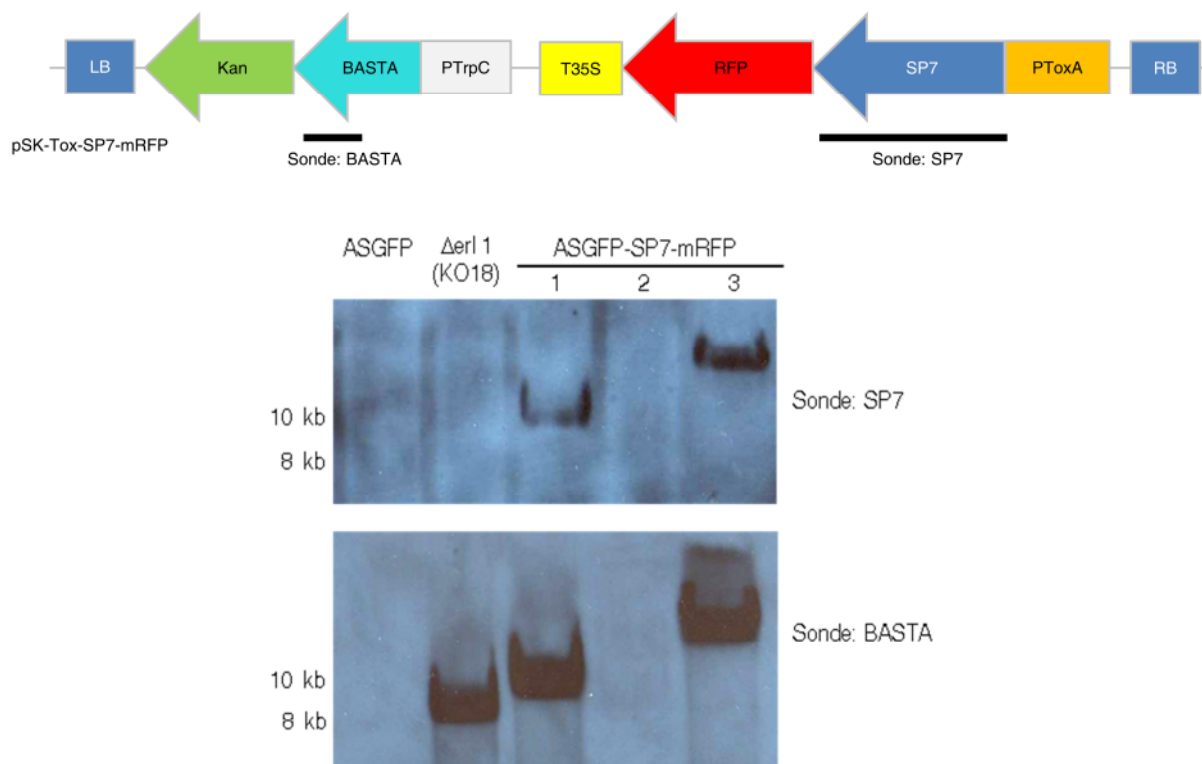 LB Kan BASTA PTrpC T35S RFP SP7 PToxA RB
pSK-Tox-SP7-mRFP
Sonde: BASTA
Sonde: SP7
ASGFP
Δerl 1
(KO18)
ASGFP-SP7-mRFP
1 2 3
10 kb
8 kb
Sonde: SP7
10 kb
8 kb
Sonde: BASTA